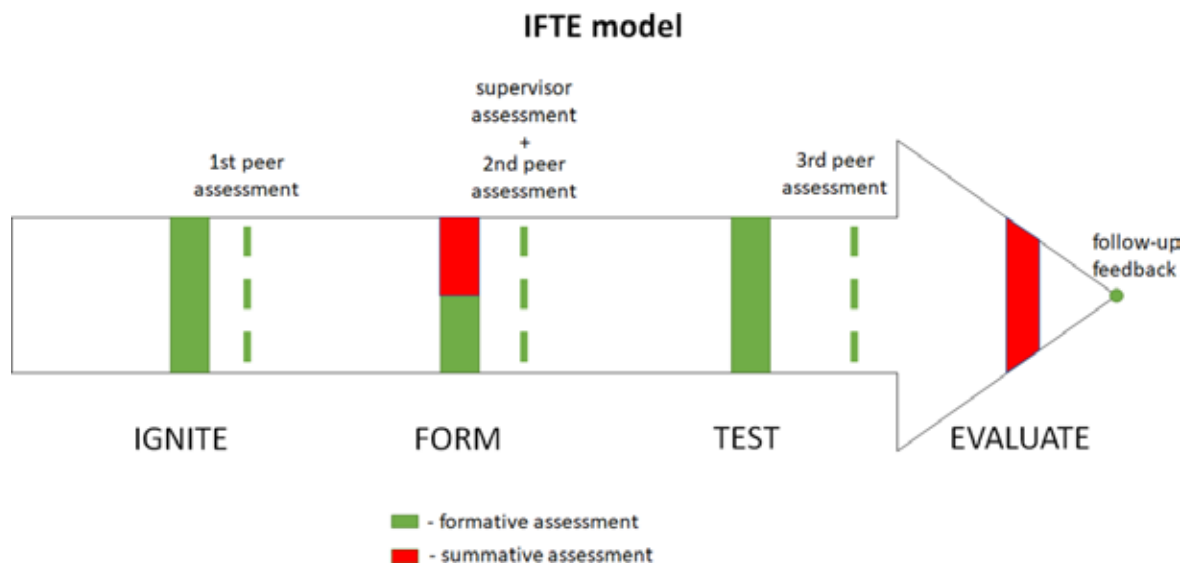 IFTE model
supervisor
assessment
+
2nd peer
assessment
1st peer
assessment
3rd peer
assessment
follow-up
feedback
IGNITE
FORM
TEST
EVALUATE
- formative assessment
- summative assessment